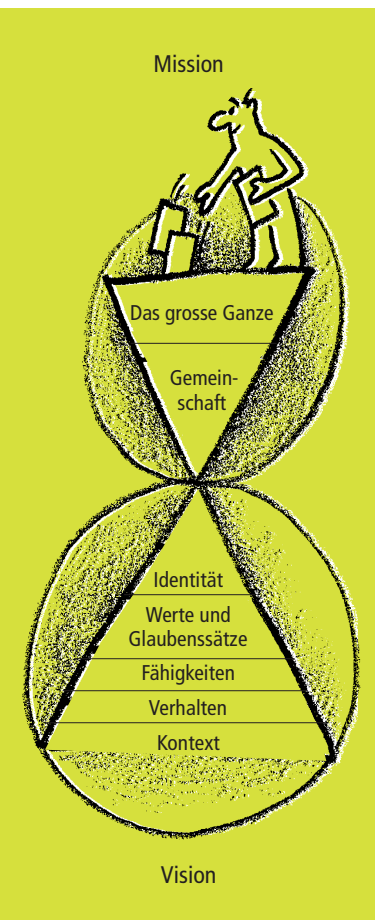 Mission
Das grosse Ganze
Gemein-
schaft
Identität
Werte und
Glaubenssätze
Fähigkeiten
Verhalten
Kontext
Vision